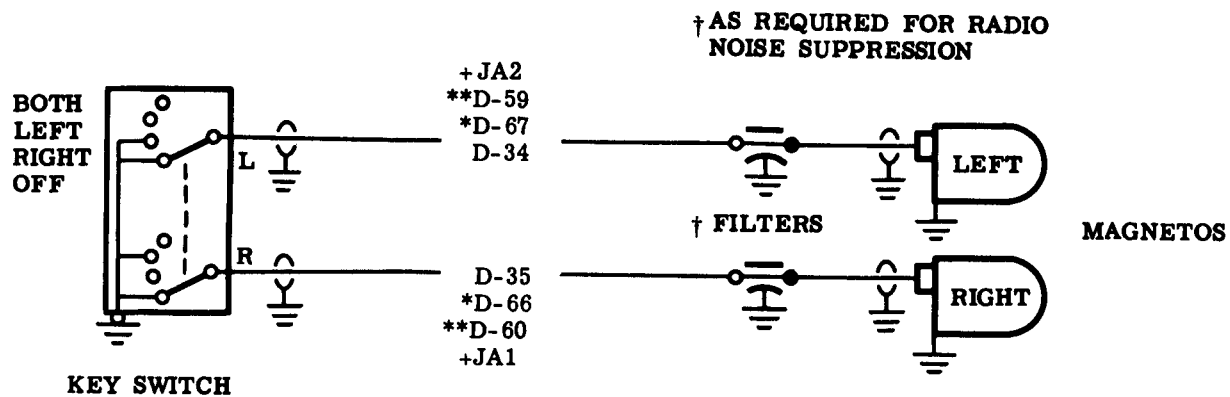 † AS REQUIRED FOR RADIO
NOISE SUPPRESSION
+JA2
**D-59
*D-67
D-34
BOTH
LEFT
RIGHT
OFF
L
LEFT
† FILTERS
MAGNETOS
R
D-35
*D-66
**D-60
+JA1
RIGHT
KEY SWITCH